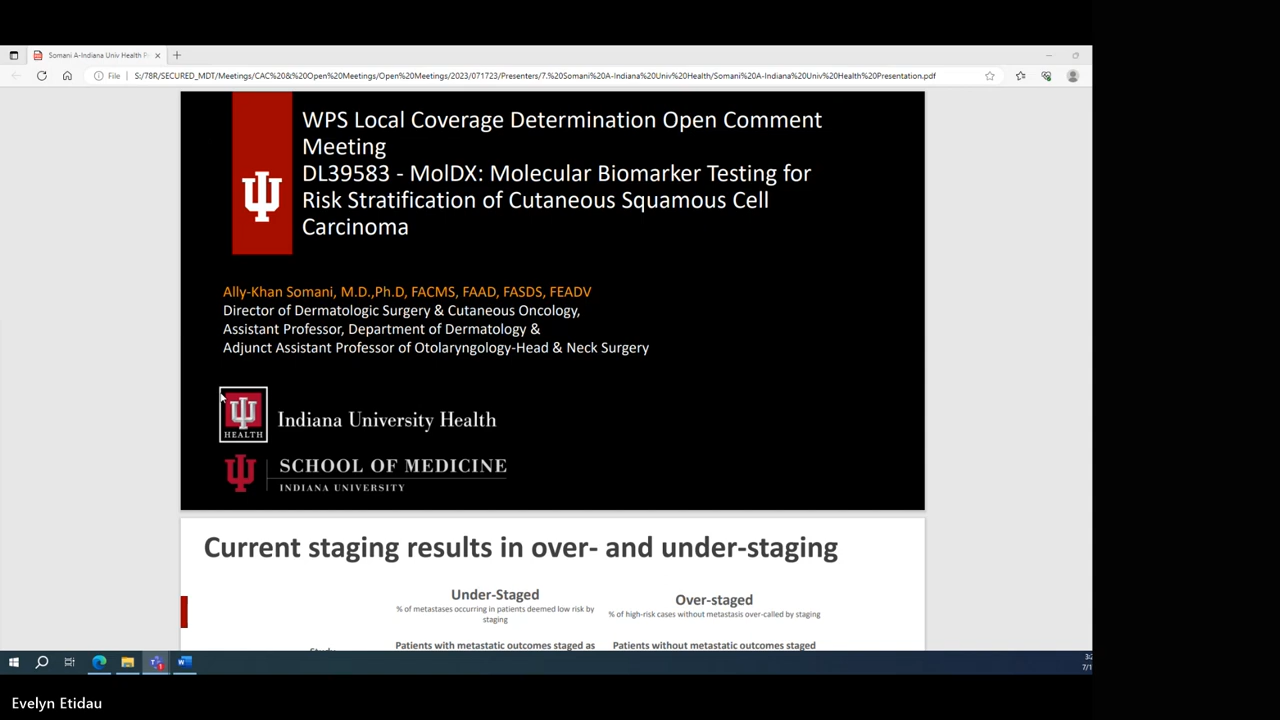 Somani A-Indiana Univ Health P
File
S:/78R/SECURED_MDT/Meetings/CAC%20&%20Open%20Meetings/Open%20Meetings/2023/071723/Presenters/7.%20Somani%20A-Indiana%20Univ%20Health/Somani%20A-Indiana%20Univ%20Health%20Presentation.pdf
WPS Local Coverage Determination Open Comment
Meeting
DL39583 - MolDX: Molecular Biomarker Testing for
Risk Stratification of Cutaneous Squamous Cell
Carcinoma
Ally-Khan Somani, M.D.,Ph.D, FACMS, FAAD, FASDS, FEADV
Director of Dermatologic Surgery & Cutaneous Oncology,
Assistant Professor, Department of Dermatology &
Adjunct Assistant Professor of Otolaryngology-Head & Neck Surgery
HEALTH
Indiana University Health
SCHOOL OF MEDICINE
INDIANA UNIVERSITY
Current staging results in over- and under-staging
Under-Staged
% of metastases occurring in patients deemed low risk by
staging
Over-staged
% of high-risk cases without metastasis over-called by staging
Patients with metastatic outcomes staged as
Patients without metastatic outcomes staged
Evelyn Etidau